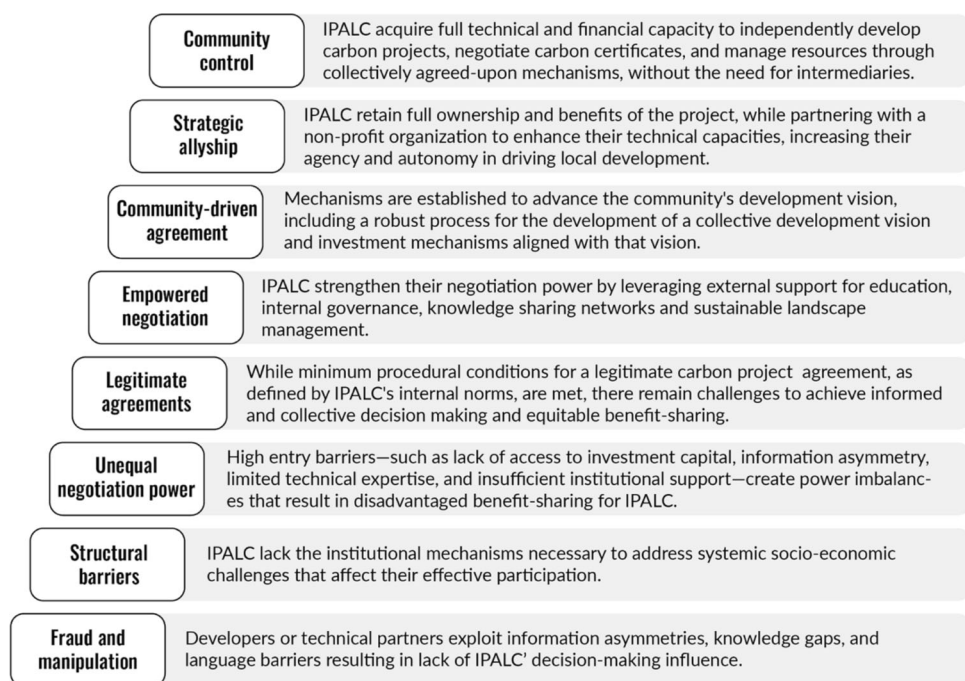 Community
control
IPALC acquire full technical and financial capacity to independently develop
carbon projects, negotiate carbon certificates, and manage resources through
collectively agreed-upon mechanisms, without the need for intermediaries.
Strategic
allyship
IPALC retain full ownership and benefits of the project, while partnering with a
non-profit organization to enhance their technical capacities, increasing their
agency and autonomy in driving local development.
Community-driven
agreement
Mechanisms are established to advance the community's development vision,
including a robust process for the development of a collective development vision
and investment mechanisms aligned with that vision.
Empowered
negotiation
IPALC strengthen their negotiation power by leveraging external support for education,
internal governance, knowledge sharing networks and sustainable landscape
management.
Legitimate
agreements
While minimum procedural conditions for a legitimate carbon project agreement, as
defined by IPALC's internal norms, are met, there remain challenges to achieve informed
and collective decision making and equitable benefit-sharing.
Unequal
negotiation power
High entry barriers—such as lack of access to investment capital, information asymmetry,
limited technical expertise, and insufficient institutional support—create power imbalanc-
es that result in disadvantaged benefit-sharing for IPALC.
Structural
barriers
IPALC lack the institutional mechanisms necessary to address systemic socio-economic
challenges that affect their effective participation.
Fraud and
manipulation
Developers or technical partners exploit information asymmetries, knowledge gaps, and
language barriers resulting in lack of IPALC’ decision-making influence.